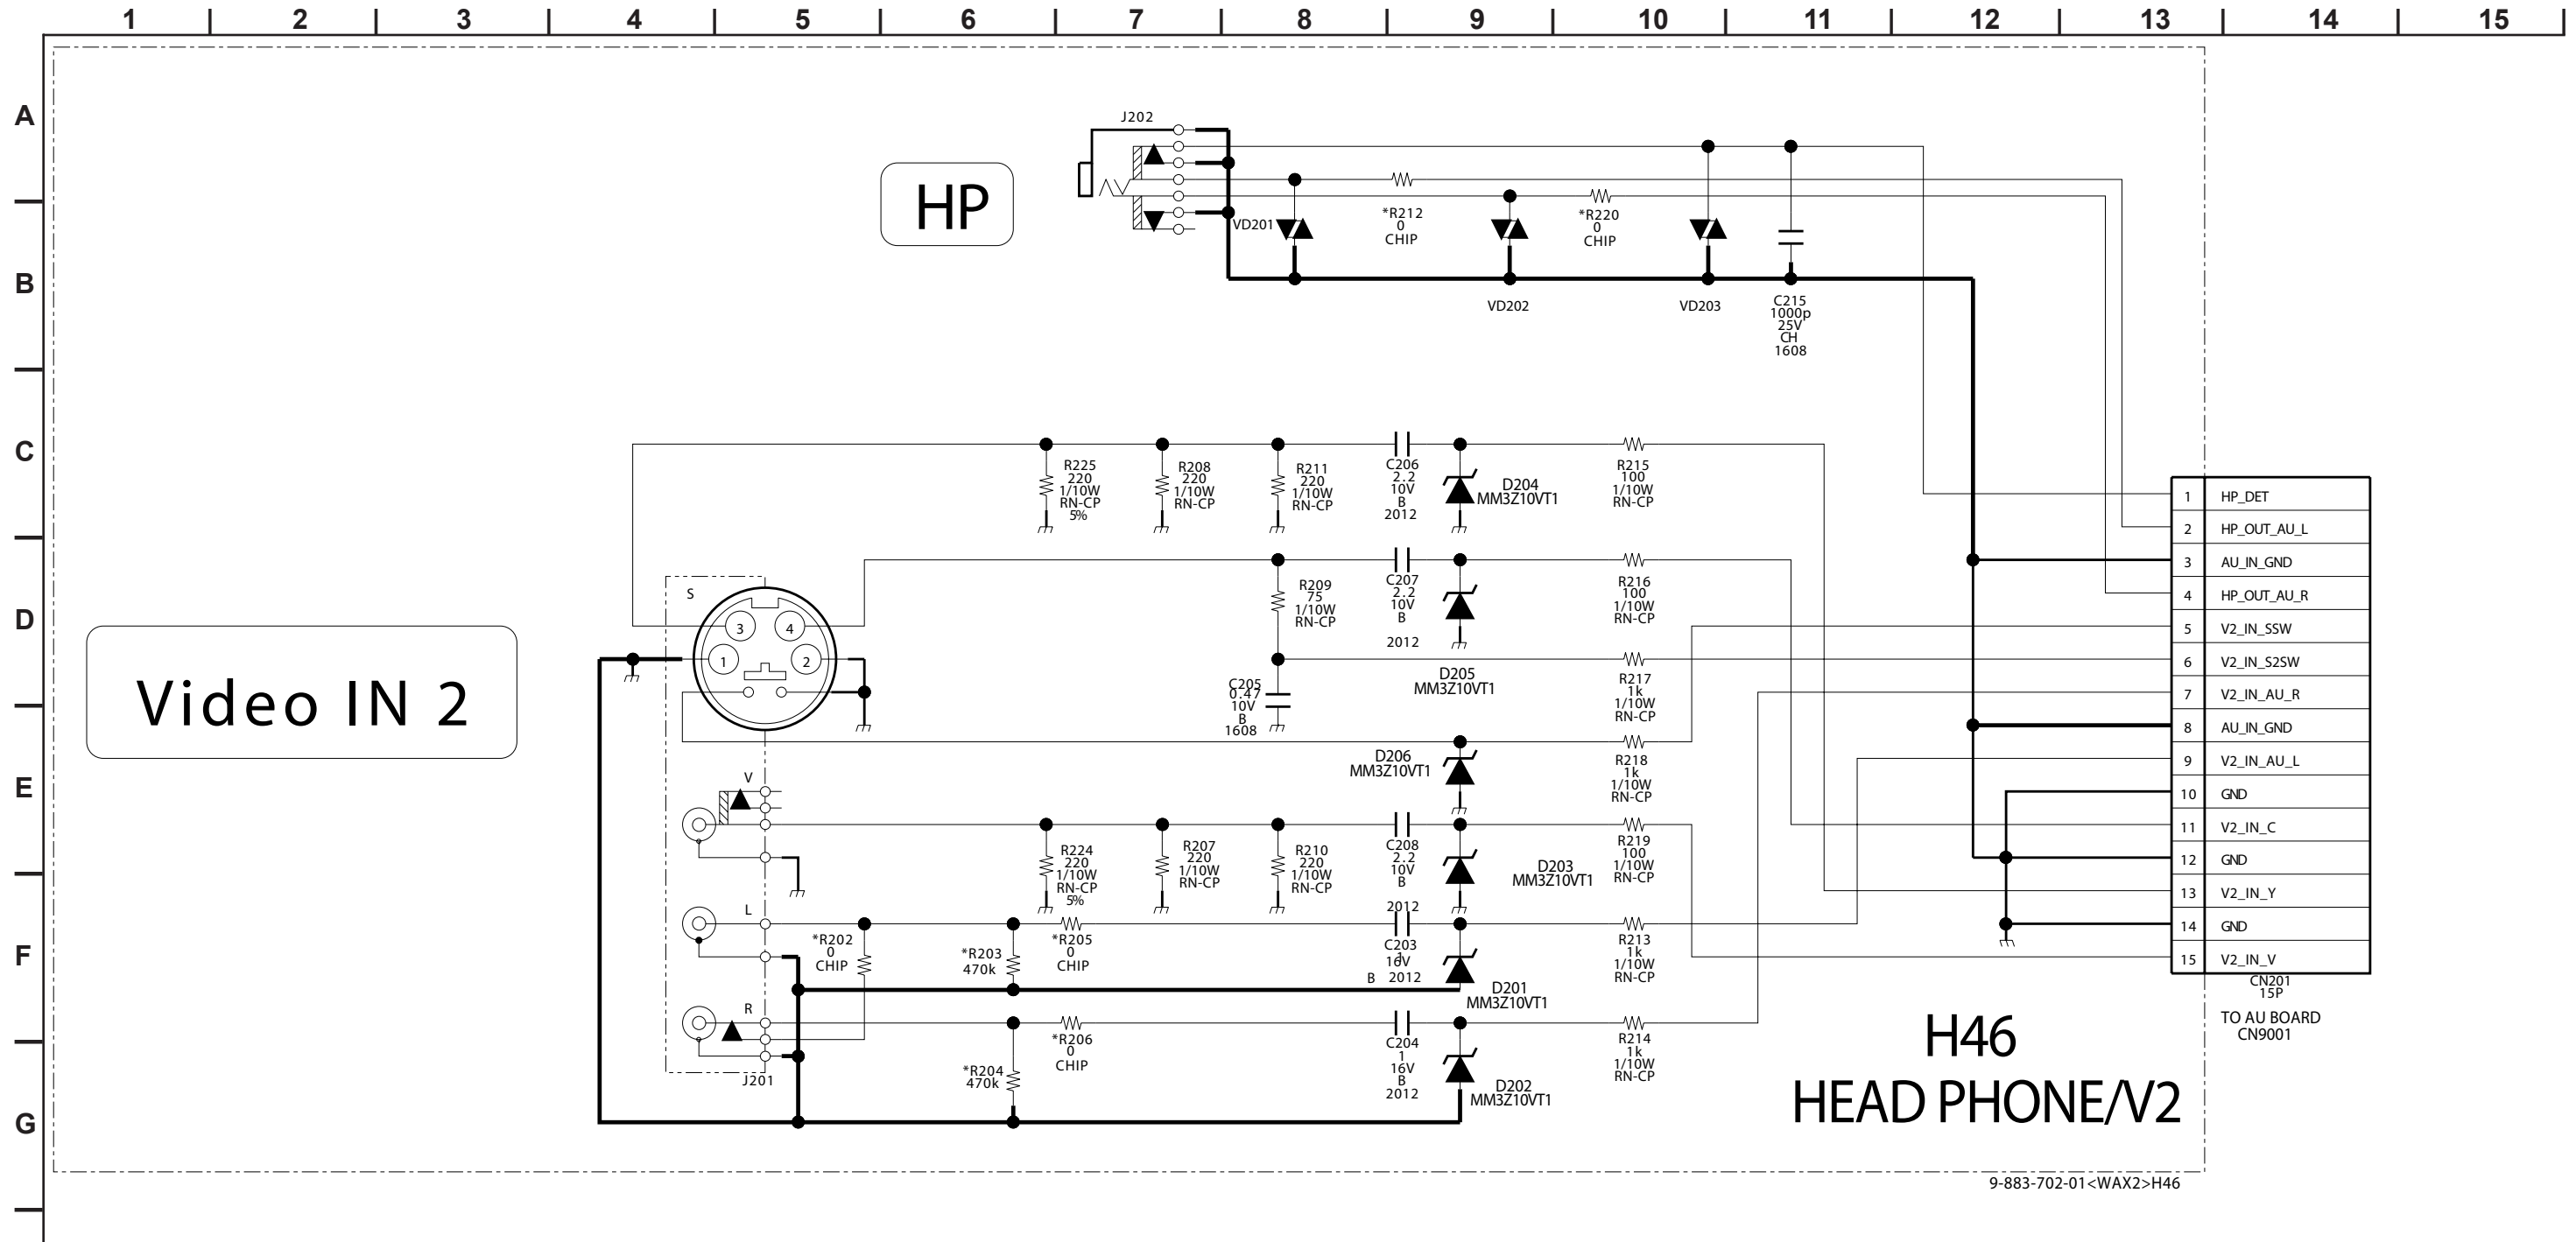 1 2 3 4 5 6 7 8 9 10 11 12 13 14 15
A
J202
HP
B
VD201
*R212
0
CHIP
*R220
0
CHIP
VD202
VD203
C215
1000p
25V
CH
1608
C
R225
220
1/10W
RN-CP
5%
R208
220
1/10W
RN-CP
R211
220
1/10W
RN-CP
C206
2.2
10V
B
2012
D204
MM3Z10VT1
R215
100
1/10W
RN-CP
D
S
3
4
1
2
Video IN 2
R209
75
1/10W
RN-CP
C207
2.2
10V
B
2012
D205
MM3Z10VT1
R216
100
1/10W
RN-CP
C205
0.47
10V
B
1608
R217
1k
1/10W
RN-CP
E
V
D206
MM3Z10VT1
R218
1k
1/10W
RN-CP
R224
220
1/10W
RN-CP
5%
R207
220
1/10W
RN-CP
R210
220
1/10W
RN-CP
C208
2.2
10V
B
2012
D203
MM3Z10VT1
R219
100
1/10W
RN-CP
F
L
*R202
0
CHIP
*R203
470k
*R205
0
CHIP
C203
1
16V
B 2012
D201
MM3Z10VT1
R213
1k
1/10W
RN-CP
R
J201
*R204
470k
*R206
0
CHIP
C204
1
16V
B
2012
D202
MM3Z10VT1
R214
1k
1/10W
RN-CP
G
1 HP_DET
2 HP_OUT_AU_L
3 AU_IN_GND
4 HP_OUT_AU_R
5 V2_IN_SSW
6 V2_IN_S2SW
7 V2_IN_AU_R
8 AU_IN_GND
9 V2_IN_AU_L
10 GND
11 V2_IN_C
12 GND
13 V2_IN_Y
14 GND
15 V2_IN_V
CN201
15P
TO AU BOARD
CN9001
H46
HEAD PHONE/V2
9-883-702-01<WAX2>H46